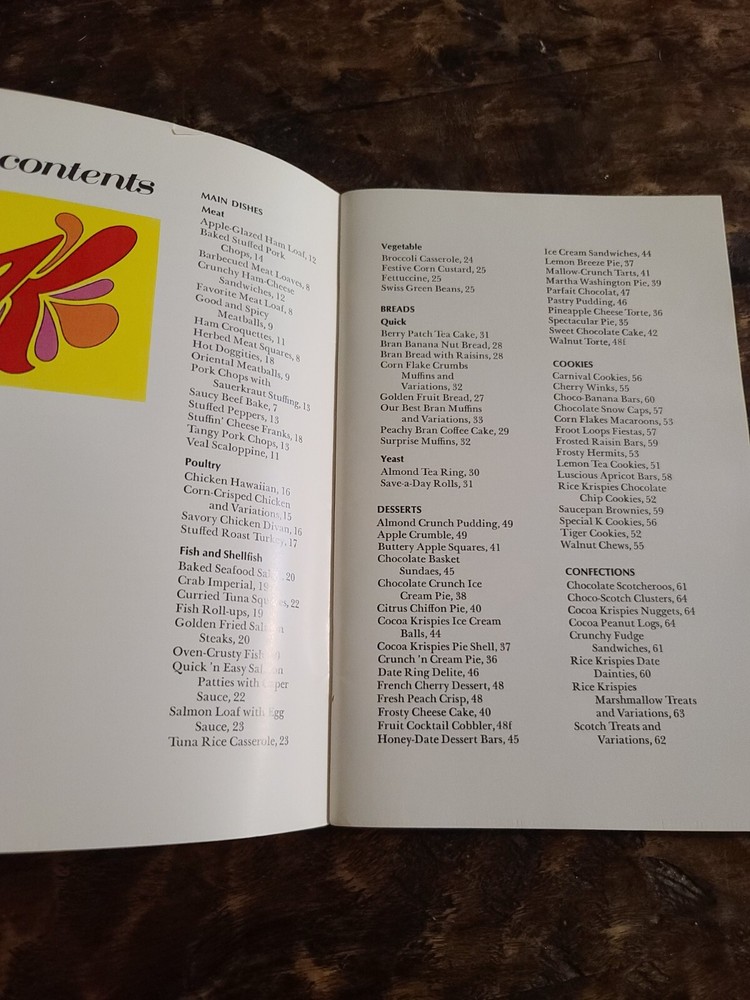 contents
MAIN DISHES
Meat
Apple-Glazed Ham Loaf, 12
Baked Stuffed Pork
Chops, 14
Barbecued Meat Loaves, 8
Crunchy Ham-Cheese
Sandwiches, 12
Favorite Meat Loaf, 8
Good and Spicy
Meatballs, 9
Ham Croquettes, 11
Herbed Meat Squares, 8
Hot Doggities, 18
Oriental Meatballs, 9
Pork Chops with
Sauerkraut Stuffing, 13
Saucy Beef Bake, 7
Stuffed Peppers, 13
Stuffin' Cheese Franks, 18
Tangy Pork Chops, 13
Veal Scaloppine, 11
Poultry
Chicken Hawaiian, 16
Corn-Crisped Chicken
and Variations, 15
Savory Chicken Divan, 16
Stuffed Roast Turkey, 17
Fish and Shellfish
Baked Seafood 20
Crab Imperial, 19
Curried Tuna Squares, 22
Fish Roll-ups, 19
Golden Fried Salmon
Steaks, 20
Oven-Crusty Fish
Quick 'n Easy Salmon
Patties with Caper
Sauce, 22
Salmon Loaf with Egg
Sauce, 23
Tuna Rice Casserole, 23
Vegetable
Broccoli Casserole, 24
Festive Corn Custard, 25
Fettuccine, 25
Swiss Green Beans, 25
BREADS
Quick
Berry Patch Tea Cake, 31
Bran Banana Nut Bread, 28
Bran Bread with Raisins, 28
Corn Flake Crumbs
Muffins and
Variations, 32
Golden Fruit Bread, 27
Our Best Bran Muffins
and Variations, 33
Peachy Bran Coffee Cake, 29
Surprise Muffins, 32
Yeast
Almond Tea Ring, 30
Save-a-Day Rolls, 31
DESSERTS
Almond Crunch Pudding, 49
Apple Crumble, 49
Buttery Apple Squares, 41
Chocolate Basket
Sundaes, 45
Chocolate Crunch Ice
Cream Pie, 38
Citrus Chiffon Pie, 40
Cocoa Krispies Ice Cream
Balls, 44
Cocoa Krispies Pie Shell, 37
Crunch 'n Cream Pie, 36
Date Ring Delite, 46
French Cherry Dessert, 48
Fresh Peach Crisp, 48
Frosty Cheese Cake, 40
Fruit Cocktail Cobbler, 48f
Honey-Date Dessert Bars, 45
Ice Cream Sandwiches, 44
Lemon Breeze Pie, 37
Mallow-Crunch Tarts, 41
Martha Washington Pie, 39
Parfait Chocolat, 47
Pastry Pudding, 46
Pineapple Cheese Torte, 36
Spectacular Pie, 35
Sweet Chocolate Cake, 42
Walnut Torte, 48f
COOKIES
Carnival Cookies, 56
Cherry Winks, 55
Choco-Banana Bars, 60
Chocolate Snow Caps, 57
Corn Flakes Macaroons, 53
Froot Loops Fiestas, 57
Frosted Raisin Bars, 59
Frosty Hermits, 53
Lemon Tea Cookies, 51
Luscious Apricot Bars, 58
Rice Krispies Chocolate
Chip Cookies, 52
Saucepan Brownies, 59
Special K Cookies, 56
Tiger Cookies, 52
Walnut Chews, 55
CONFECTIONS
Chocolate Scotcheroos, 61
Choco-Scotch Clusters, 64
Cocoa Krispies Nuggets, 64
Cocoa Peanut Logs, 64
Crunchy Fudge
Sandwiches, 61
Rice Krispies Date
Dainties, 60
Rice Krispies
Marshmallow Treats
and Variations, 63
Scotch Treats and
Variations, 62